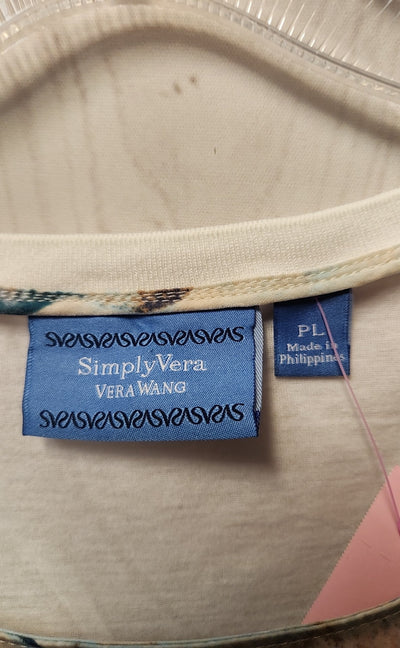 SimplyVera
VERA WANG
PL
Made in
Philippines